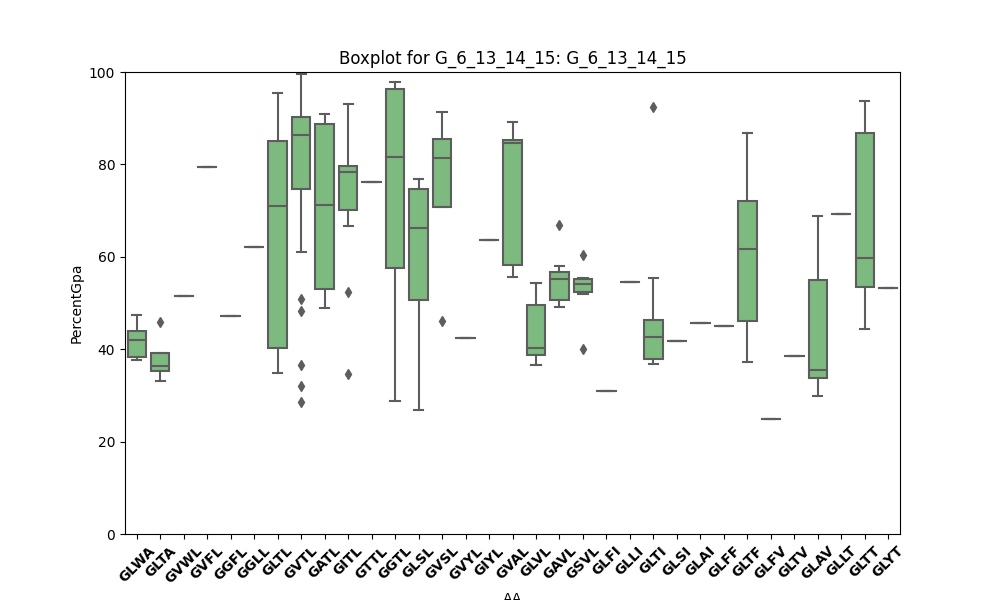 Boxplot for G_6_13_14_15: G_6_13_14_15
PercentGpa
100
80
60
40
20
0
GLWA GLTA GVWL GVFL GGFL GGLL GLTL GVTL GATL GITL GTTL GGTL GLSL GVSL GVYL GIYL GVAL GLVL GAVL GSVL GLFI GLLI GLTI GLSI GLAI GLFF GLTF GLFV GLTV GLAV GLLT GLTT GLYT
AA